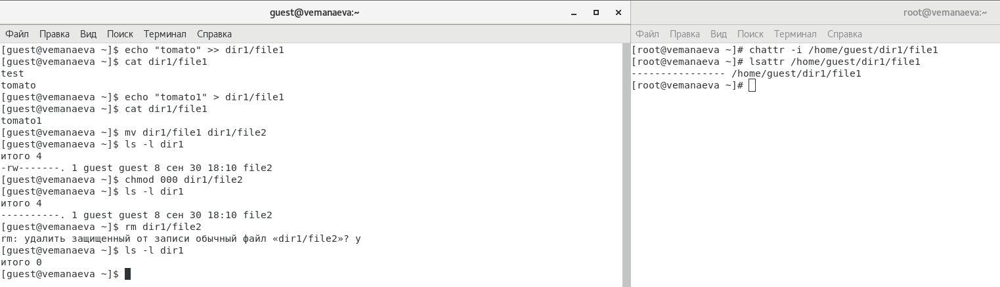 guest@vemanaeva:~
Файл Правка Вид Поиск Терминал Справка
[guest@vemanaeva ~]$ echo "tomato" >> dir1/file1
[guest@vemanaeva ~]$ cat dir1/file1
test
tomato
[guest@vemanaeva ~]$ echo "tomato1" > dir1/file1
[guest@vemanaeva ~]$ cat dir1/file1
tomato1
[guest@vemanaeva ~]$ mv dir1/file1 dir1/file2
[guest@vemanaeva ~]$ ls -l dir1
итого 4
-rw-------. 1 guest guest 8 сен 30 18:10 file2
[guest@vemanaeva ~]$ chmod 000 dir1/file2
[guest@vemanaeva ~]$ ls -l dir1
итого 4
----------. 1 guest guest 8 сен 30 18:10 file2
[guest@vemanaeva ~]$ rm dir1/file2
rm: удалить защищенный от записи обычный файл «dir1/file2»? y
[guest@vemanaeva ~]$ ls -l dir1
итого 0
[guest@vemanaeva ~]$
root@vemanaeva:~
Файл Правка Вид Поиск Терминал Справка
[root@vemanaeva ~]# chattr -i /home/guest/dir1/file1
[root@vemanaeva ~]# lsattr /home/guest/dir1/file1
---------------- /home/guest/dir1/file1
[root@vemanaeva ~]#